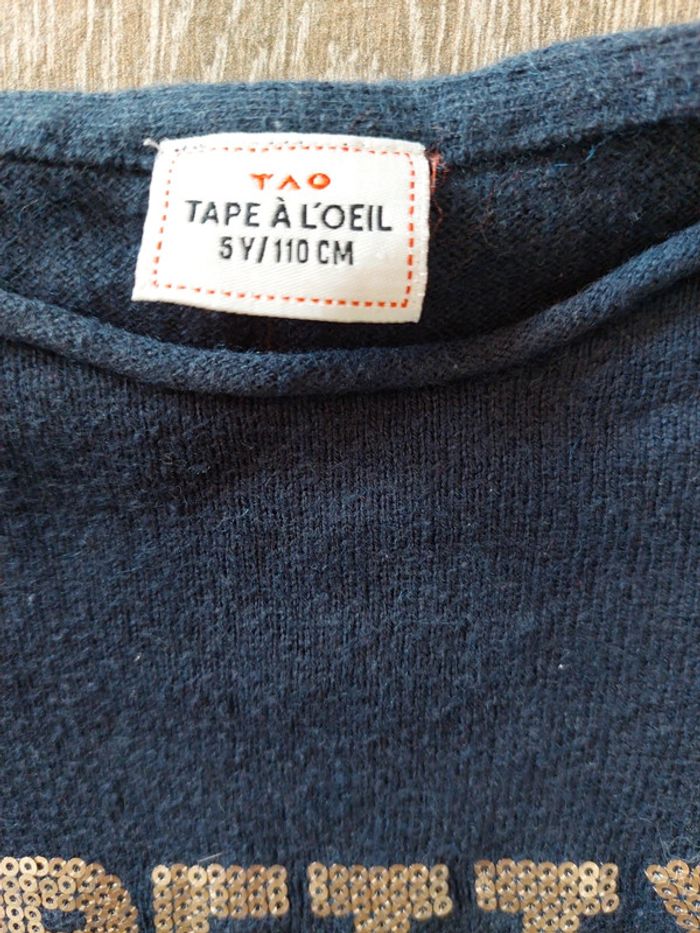 TAO
TAPE À L'OEIL
5 Y/110 CM